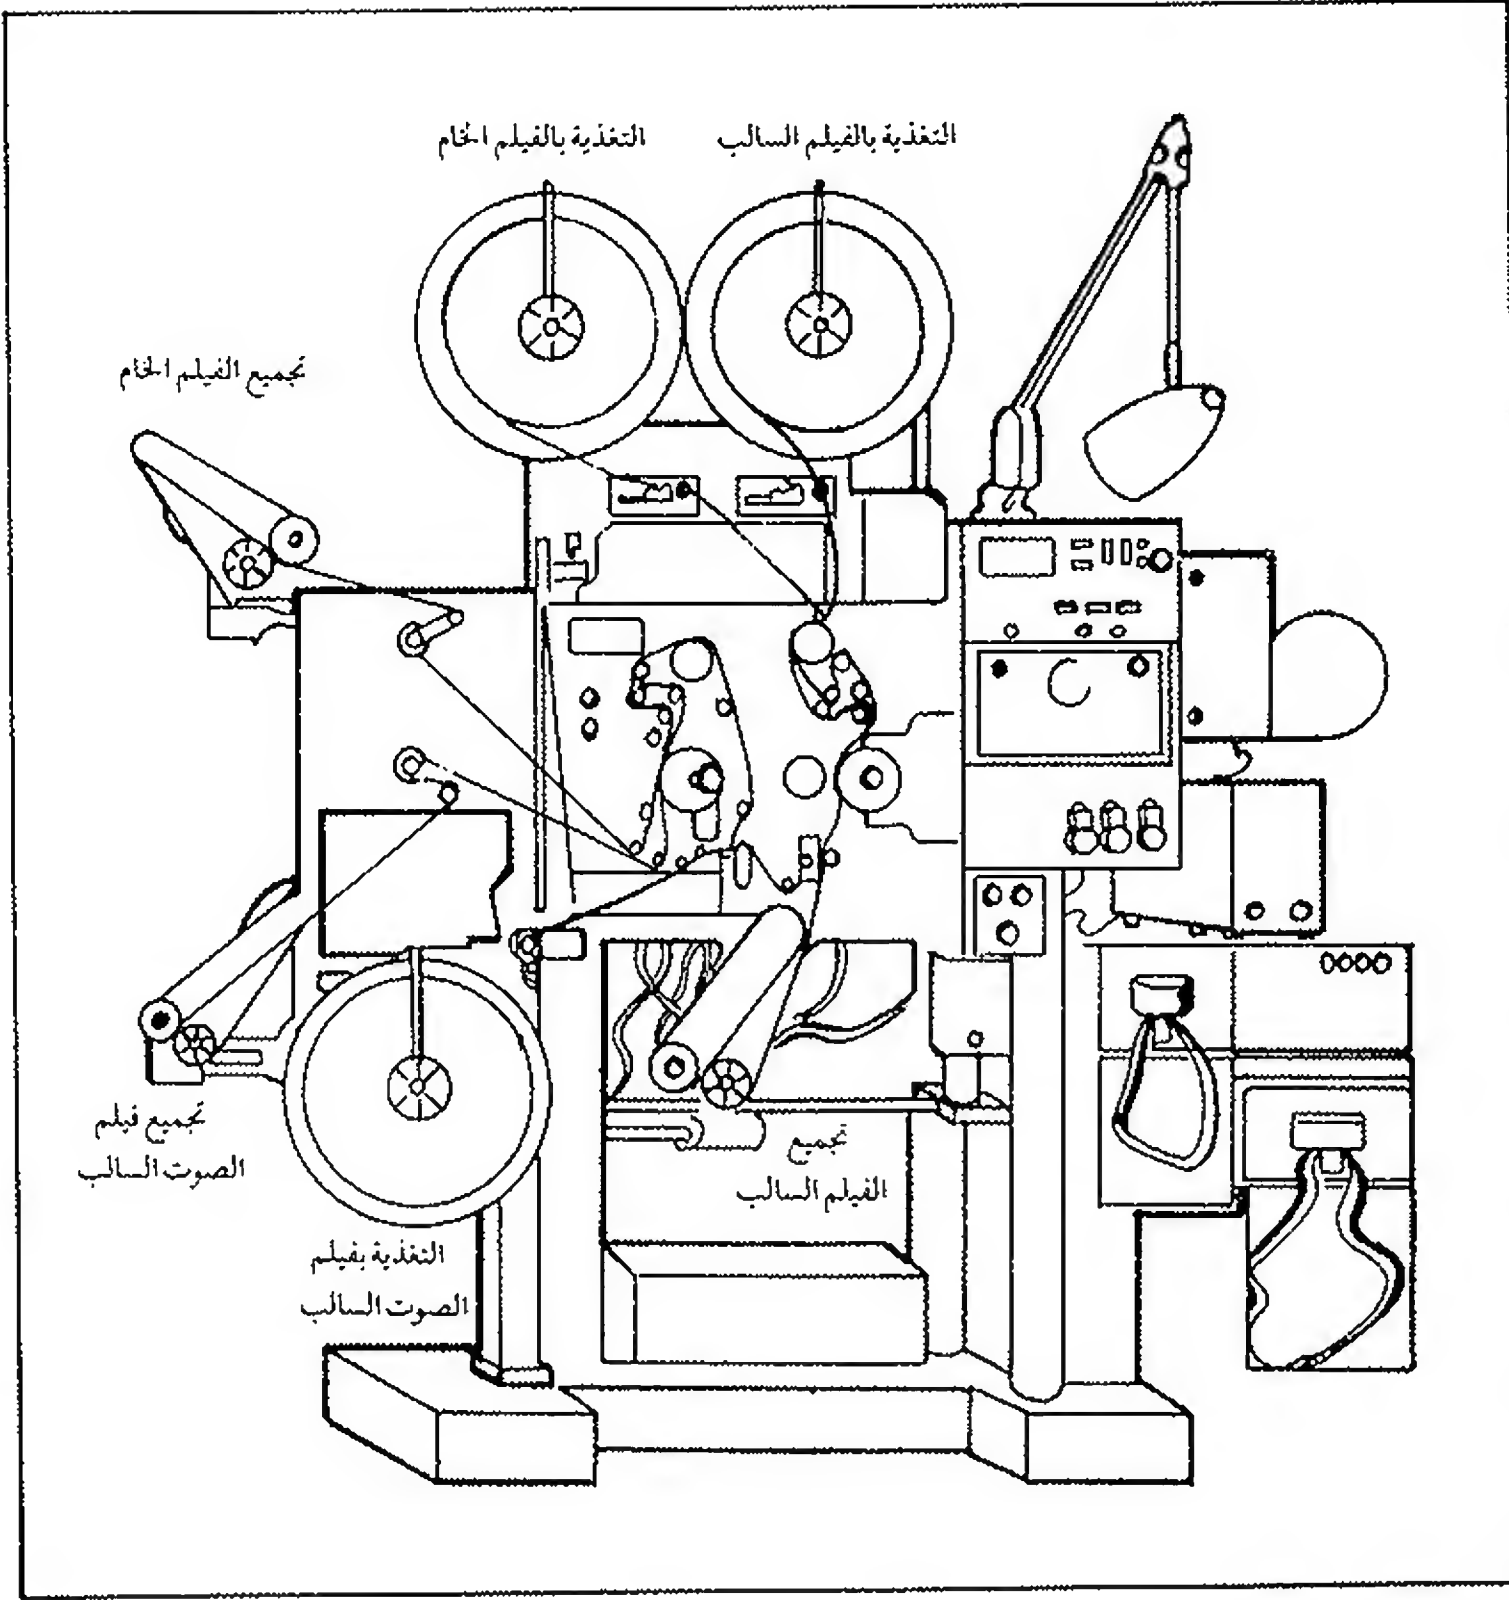 التغذية بالفيلم السالب
التغذية بالفيلم الخام
تجميع الفيلم الخام
تجميع فيلم
الصوت السالب
تجميع
الفيلم السالب
التغذية بفيلم
الصوت السالب